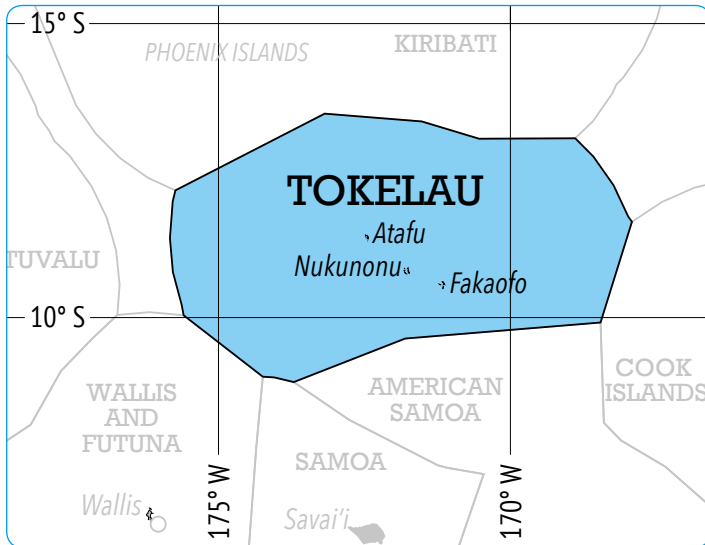 15° S
KIRIBATI
PHOENIX ISLANDS
TOKELAU
Atafu
TUVALU
Nukunonu
Fakaofo
10° S
COOK
ISLANDS
AMERICAN
SAMOA
WALLIS
AND
FUTUNA
SAMOA
175° W
170° W
Wallis
Savai'i